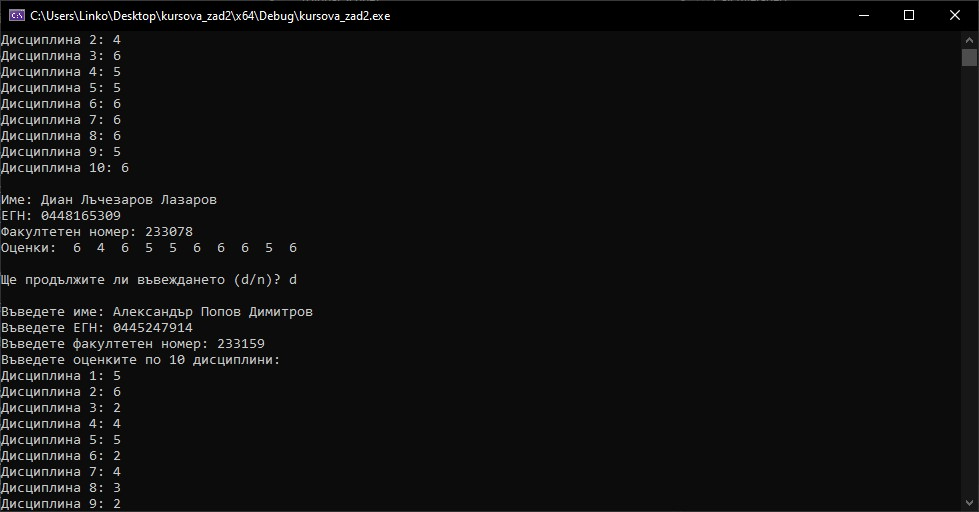 C:\Users\Linko\Desktop\kursova_zad2\x64\Debug\kursova_zad2.exe
Дисциплина 2: 4
Дисциплина 3: 6
Дисциплина 4: 5
Дисциплина 5: 5
Дисциплина 6: 6
Дисциплина 7: 6
Дисциплина 8: 6
Дисциплина 9: 5
Дисциплина 10: 6
Име: Диан Лъчезаров Лазаров
ЕГН: 0448165309
Факултетен номер: 233078
Оценки:  6  4  6  5  5  6  6  6  5  6
Ще продължите ли въвеждането (d/n)? d
Въведете име: Александър Попов Димитров
Въведете ЕГН: 0445247914
Въведете факултетен номер: 233159
Въведете оценките по 10 дисциплини:
Дисциплина 1: 5
Дисциплина 2: 6
Дисциплина 3: 2
Дисциплина 4: 4
Дисциплина 5: 5
Дисциплина 6: 2
Дисциплина 7: 4
Дисциплина 8: 3
Дисциплина 9: 2